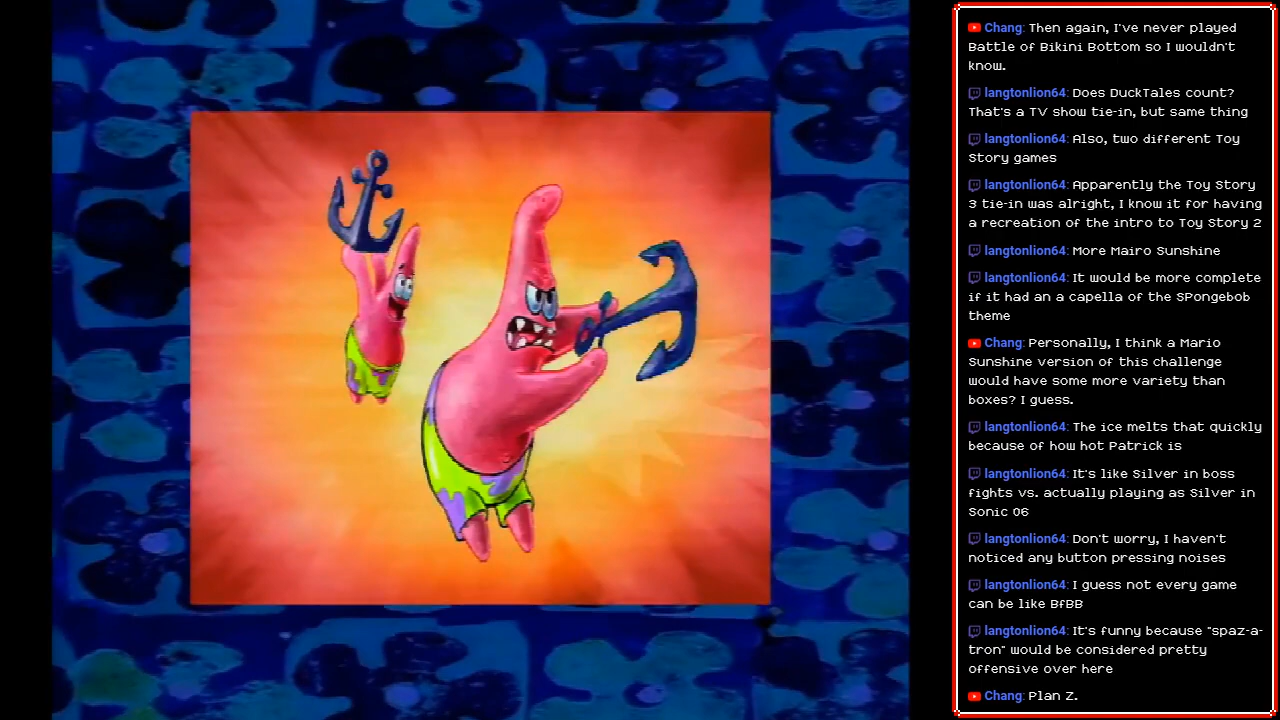 Chang: Then again, I've never played
Battle of Bikini Bottom so I wouldn't
know.
langtonlion64: Does DuckTales count?
That's a TV show tie-in, but same thing
langtonlion64: Also, two different Toy
Story games
langtonlion64: Apparently the Toy Story
3 tie-in was alright, I know it for having
a recreation of the intro to Toy Story 2
langtonlion64: More Mairo Sunshine
langtonlion64: It would be more complete
if it had an a capella of the SPongebob
theme
Chang: Personally, I think a Mario
Sunshine version of this challenge
would have some more variety than
boxes? I guess.
langtonlion64: The ice melts that quickly
because of how hot Patrick is
langtonlion64: It's like Silver in boss
fights vs. actually playing as Silver in
Sonic 06
langtonlion64: Don't worry, I haven't
noticed any button pressing noises
langtonlion64: I guess not every game
can be like BfBB
langtonlion64: It's funny because "spaz-a-
tron" would be considered pretty
offensive over here
Chang: Plan Z.